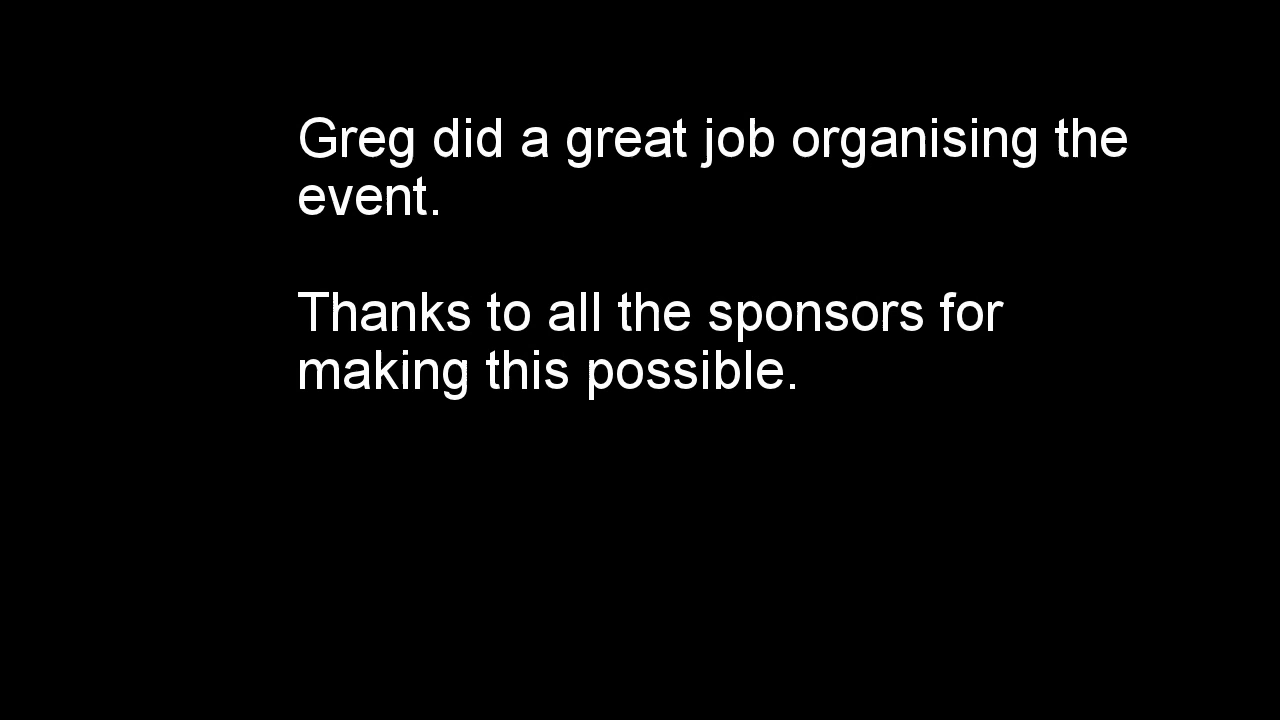 Greg did a great job organising the
event.
Thanks to all the sponsors for
making this possible.